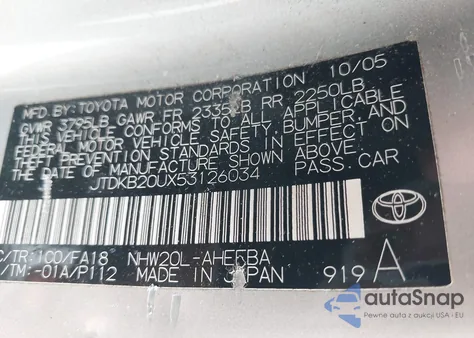 MFD. BY: TOYOTA MOTOR CORPORATION 10/05
GVWR 3795LB GAWR FR 2335LB RR 2250LB
THIS VEHICLE CONFORMS TO ALL APPLICABLE
FEDERAL MOTOR VEHICLE SAFETY, BUMPER, AND
THEFT PREVENTION STANDARDS IN EFFECT ON
THE DATE OF MANUFACTURE SHOWN ABOVE.
JTDKB20UX53126034 PASS. CAR
C/TR: 1C0/FA18 NHW20L-AHEEBA
/TM: -01A/P112 MADE IN JAPAN 919 A
autoSnap
Pewne auta z aukcji USA i EU